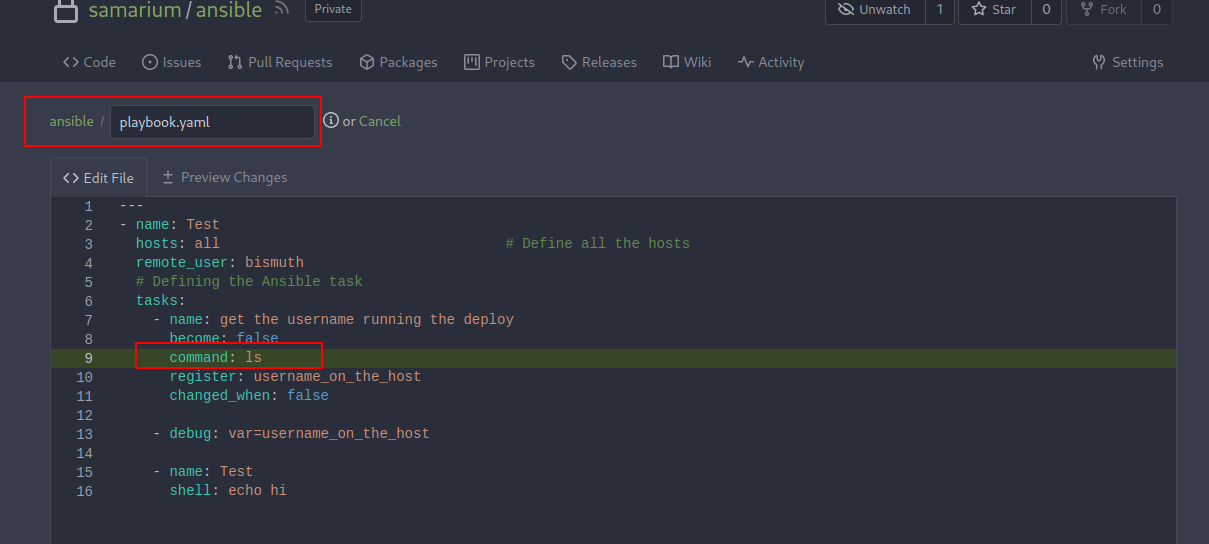 samarium/ansible Private Unwatch 1 Star 0 Fork 0
Code Issues Pull Requests Packages Projects Releases Wiki Activity Settings
ansible / playbook.yaml or Cancel
Edit File Preview Changes
1 ---
2 - name: Test
3 hosts: all # Define all the hosts
4 remote_user: bismuth
5 # Defining the Ansible task
6 tasks:
7 - name: get the username running the deploy
8 become: false
9 command: ls
10 register: username_on_the_host
11 changed_when: false
12
13 - debug: var=username_on_the_host
14
15 - name: Test
16 shell: echo hi